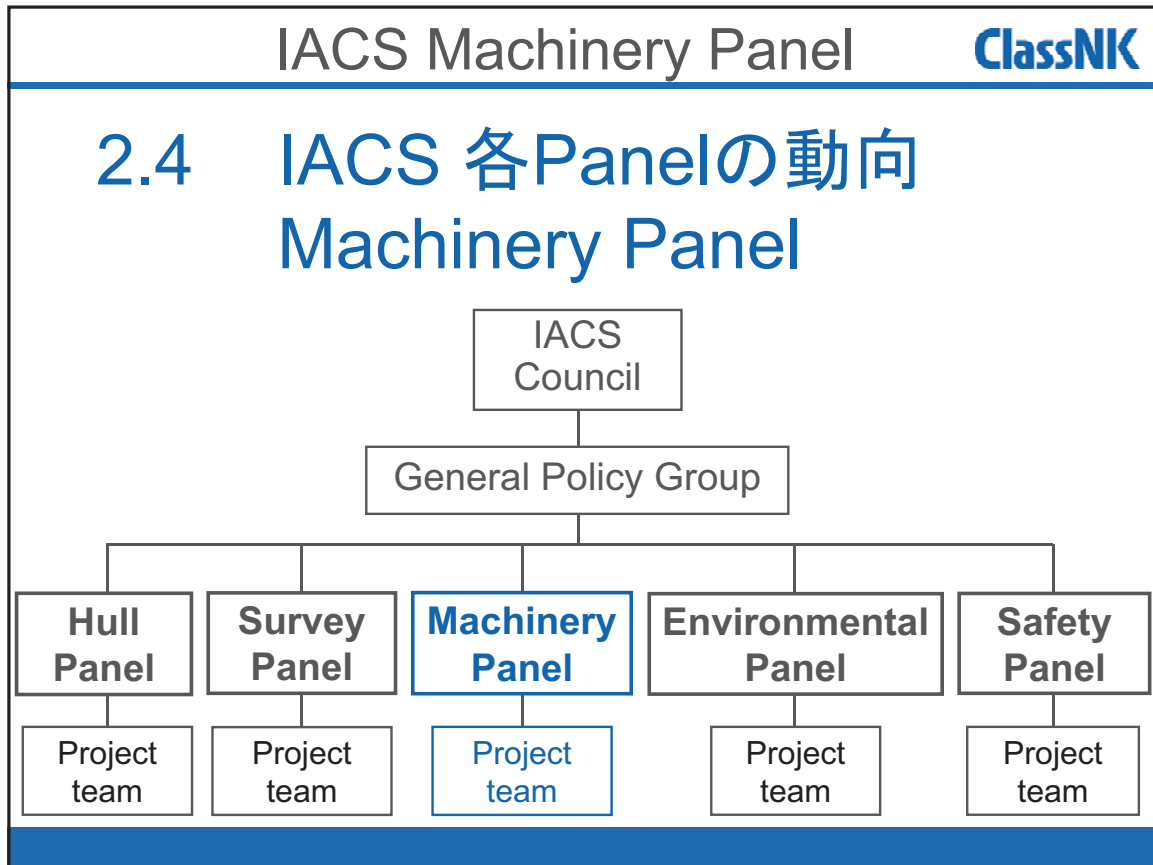 IACS Machinery Panel
ClassNK
2.4 IACS 各Panelの動向
Machinery Panel
IACS
Council
General Policy Group
Hull
Panel
Survey
Panel
Machinery
Panel
Environmental
Panel
Safety
Panel
Project
team
Project
team
Project
team
Project
team
Project
team